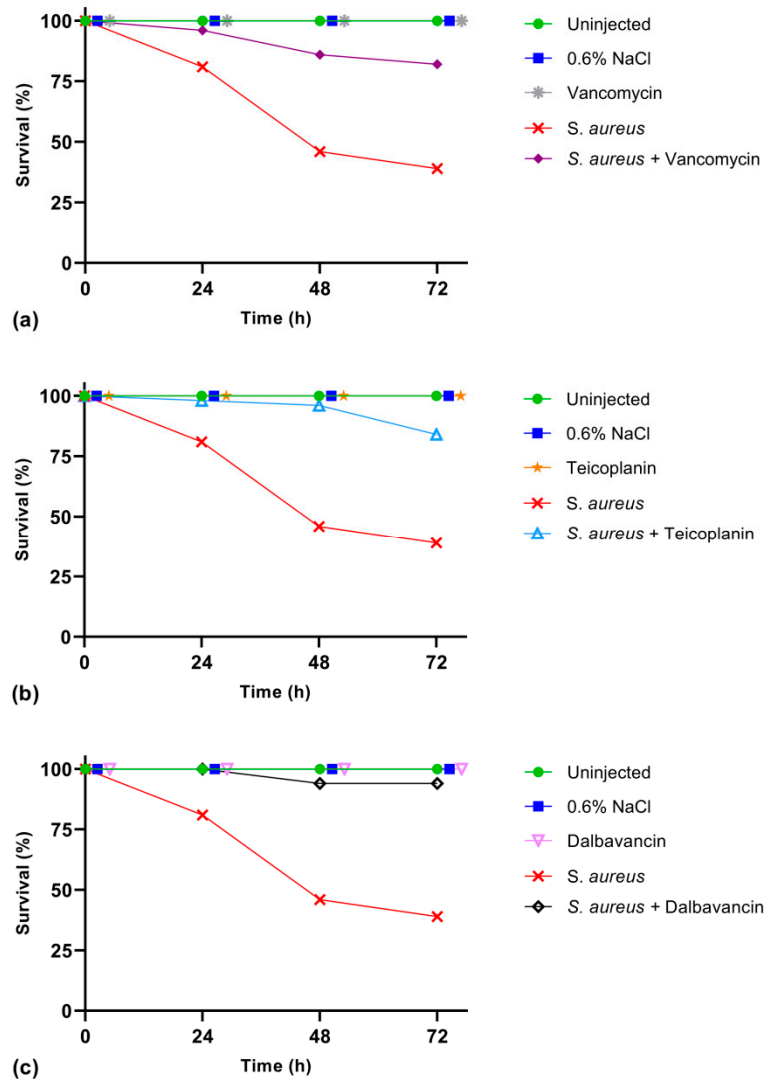 Survival (%)
100
75
50
25
0
0
24
48
72
Time (h)
(a)
Uninjected
0.6% NaCl
Vancomycin
S. aureus
S. aureus + Vancomycin
Survival (%)
100
75
50
25
0
0
24
48
72
Time (h)
(b)
Uninjected
0.6% NaCl
Teicoplanin
S. aureus
S. aureus + Teicoplanin
Survival (%)
100
75
50
25
0
0
24
48
72
Time (h)
(c)
Uninjected
0.6% NaCl
Dalbavancin
S. aureus
S. aureus + Dalbavancin